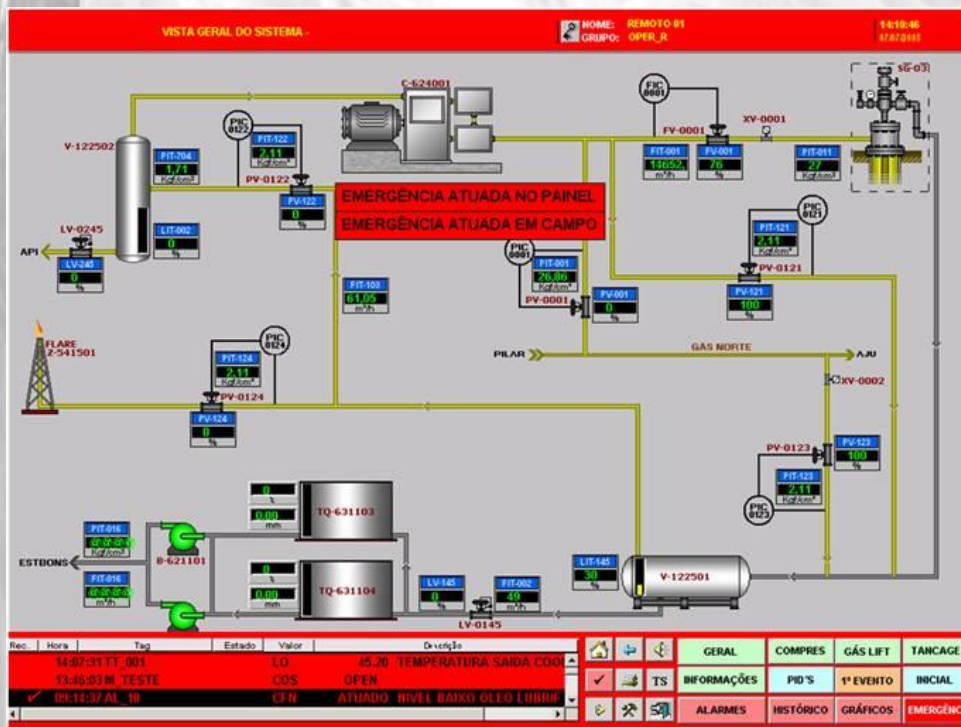 VISTA GERAL DO SISTEMA -
NOME: REMOTO 01
GRUPO: OPER_R
14:10:46
SG-03
C-624001
PIC 0122
PIT-122
2,11
Kgf/cm²
FIC 0001
FV-0001
XV-0001
V-122502
PIT-704
1,71
Kgf/cm²
PV-0122
PV-122
0
%
FIT-001
14652,
m³/h
FV-001
76
%
PIT-011
27
Kgf/cm²
EMERGÊNCIA ATUADA NO PAINEL
EMERGÊNCIA ATUADA EM CAMPO
LV-0245
API
LV-245
0
%
LIT-002
0
%
PIC 0121
PIT-121
2,11
Kgf/cm²
PV-0121
PV-121
100
%
PIC 0001
PIT-001
26,86
Kgf/cm²
PV-0001
PV-001
0
%
FIT-103
61,05
m³/h
FLARE
Z-541501
PIC 0124
PIT-124
2,11
Kgf/cm²
PV-0124
PV-124
0
%
PILAR
GÁS NORTE
AJU
XV-0002
PV-0123
PV-123
100
%
PIT-123
2,11
Kgf/cm²
PIC 0123
0
%
0,00
mm
TQ-631103
PIT-016
Kgf/cm²
ESTBONS
B-621101
FIT-016
m³/h
0
%
0,00
mm
TQ-631104
LV-145
0
%
FIT-002
49
m³/h
LV-0145
LIT-145
30
%
V-122501
Rec. Hora Tag Estado Valor Descrição
14:07:31 TT_001 LO 45.20 TEMPERATURA SAIDA COO
13:46:03 M_TESTE COS OPEN
09:14:37 AL_10 CFN ATUADO NIVEL BAIXO OLEO LUBRIF
TS
GERAL COMPRES GÁS LIFT TANCAGE
INFORMAÇÕES PID'S 1º EVENTO INICIAL
ALARMES HISTÓRICO GRÁFICOS EMERGÊNC